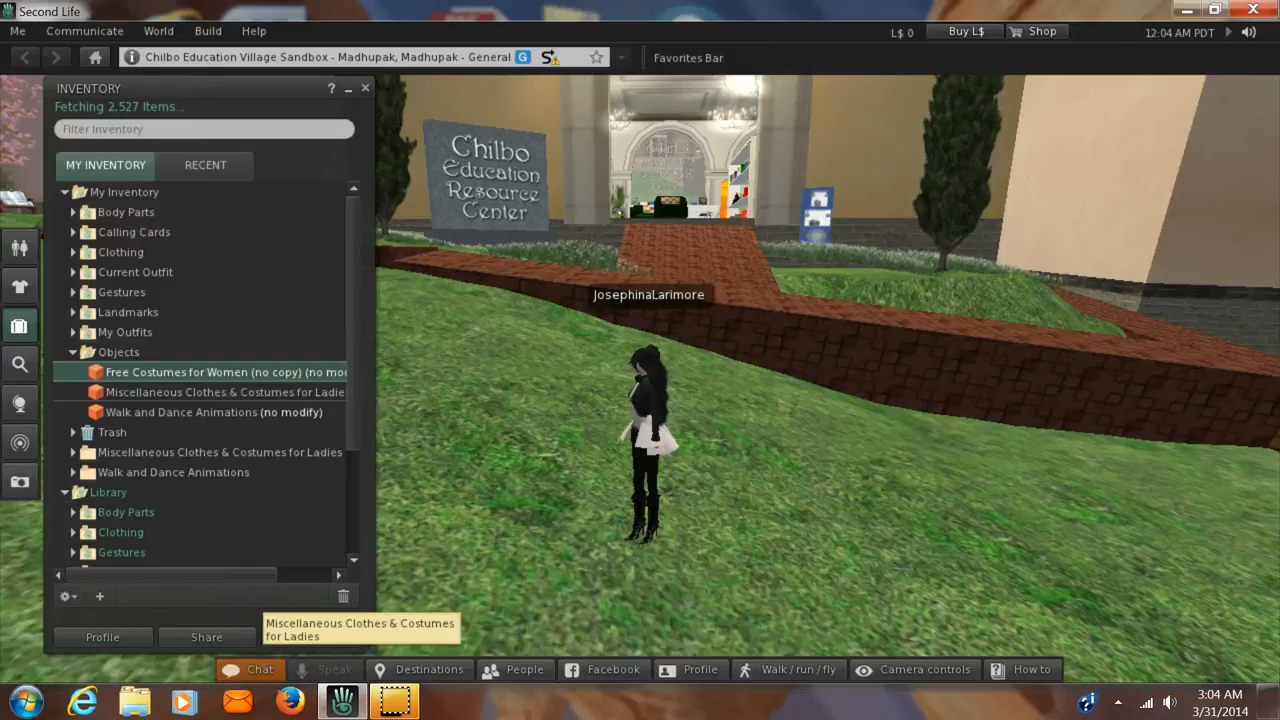 Second Life
Me Communicate World Build Help
L$ 0 Buy L$ Shop 12:04 AM PDT
Chilbo Education Village Sandbox - Madhupak, Madhupak - General G
Favorites Bar
INVENTORY ?
Fetching 2,527 Items...
Filter Inventory
MY INVENTORY RECENT
My Inventory
Body Parts
Calling Cards
Clothing
Current Outfit
Gestures
Landmarks
My Outfits
Objects
Free Costumes for Women (no copy) (no mo
Miscellaneous Clothes & Costumes for Ladie
Walk and Dance Animations (no modify)
Trash
Miscellaneous Clothes & Costumes for Ladies
Walk and Dance Animations
Library
Body Parts
Clothing
Gestures
Profile Share
Miscellaneous Clothes & Costumes
for Ladies
Chilbo
Education
Resource
Center
JosephinaLarimore
Chat Speak Destinations People Facebook Profile Walk / run / fly Camera controls How to
3:04 AM
3/31/2014